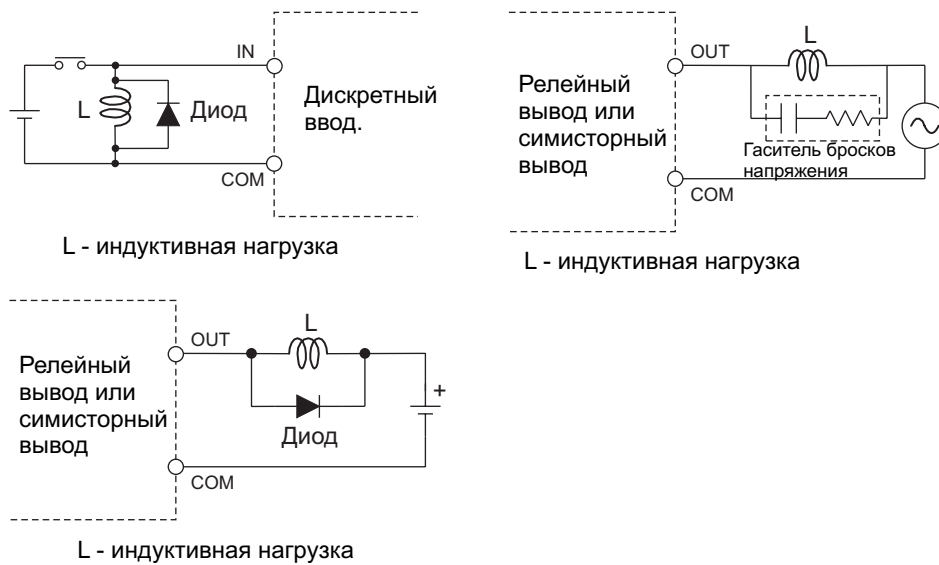 IN
L
Диод
Дискретный
ввод.
COM
L - индуктивная нагрузка
OUT
L
Релейный
вывод или
симисторный
вывод
Гаситель бросков
напряжения
COM
L - индуктивная нагрузка
OUT
L
Релейный
вывод или
симисторный
вывод
+
Диод
COM
L - индуктивная нагрузка